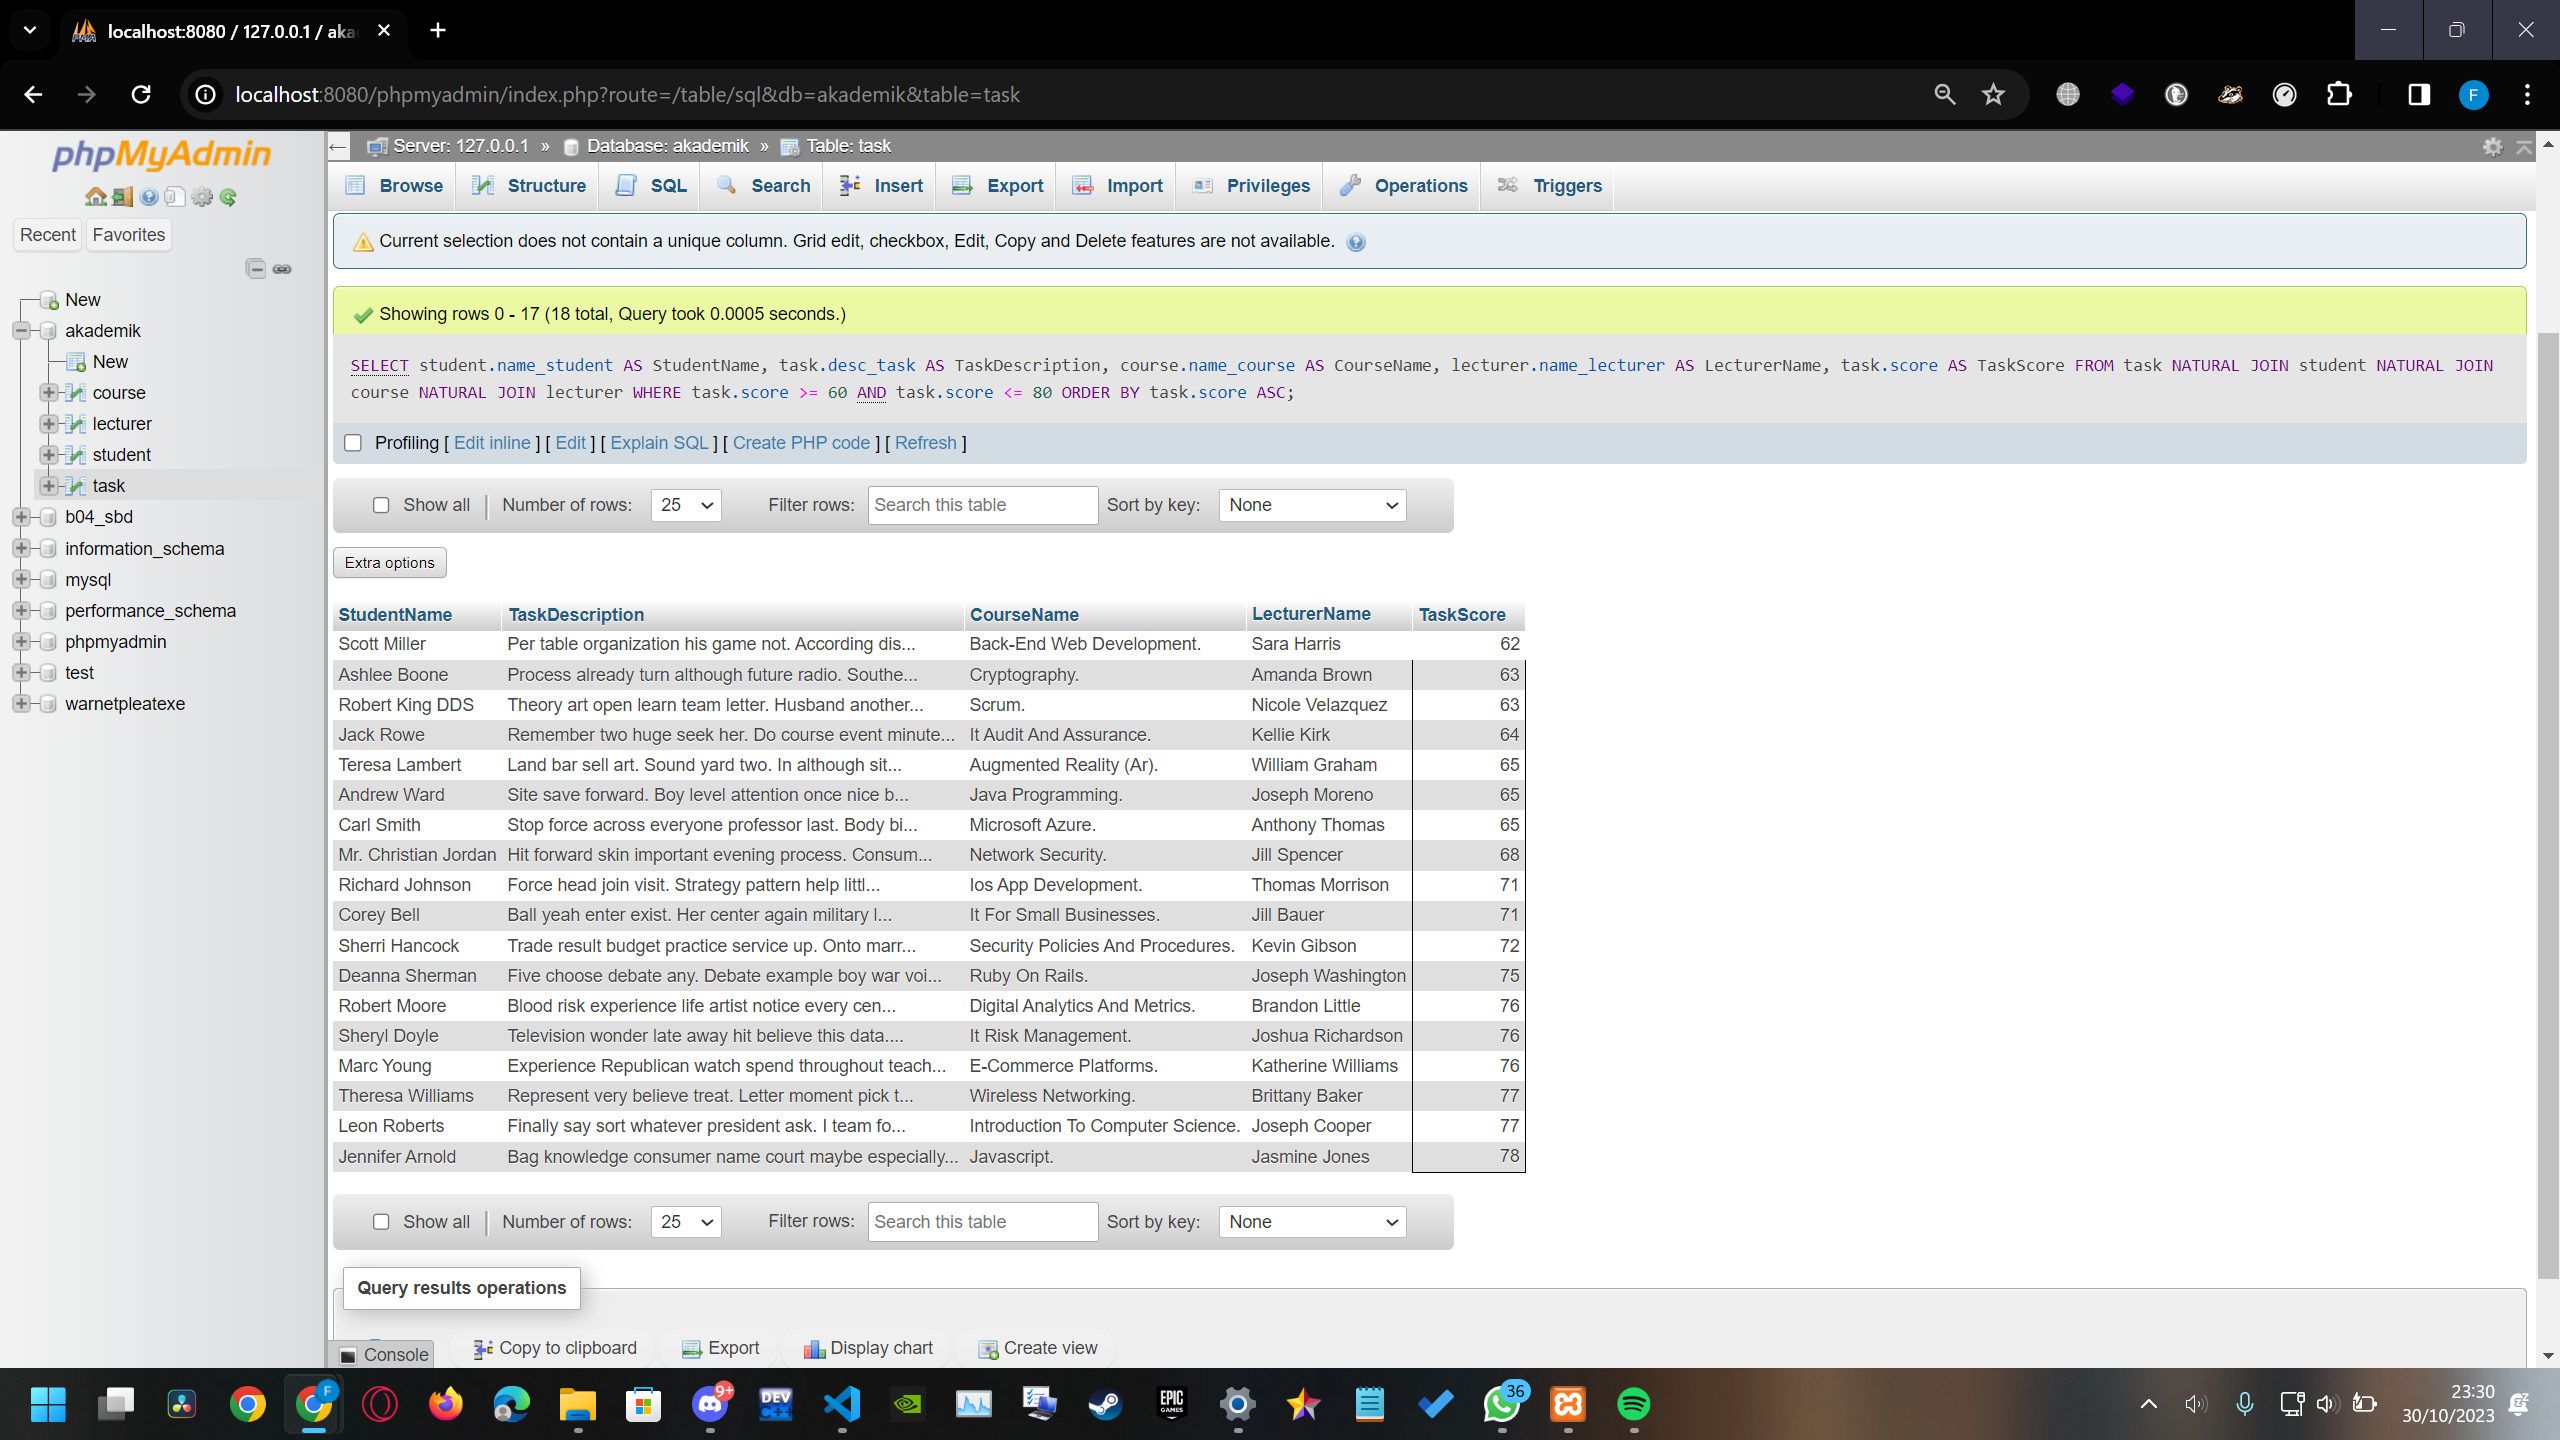 localhost:8080 / 127.0.0.1 / aka
localhost:8080/phpmyadmin/index.php?route=/table/sql&db=akademik&table=task
F
phpMyAdmin
Recent Favorites
New
akademik
New
course
lecturer
student
task
b04_sbd
information_schema
mysql
performance_schema
phpmyadmin
test
warnetpleatexe
Server: 127.0.0.1 » Database: akademik » Table: task
Browse Structure SQL Search Insert Export Import Privileges Operations Triggers
Current selection does not contain a unique column. Grid edit, checkbox, Edit, Copy and Delete features are not available.
Showing rows 0 - 17 (18 total, Query took 0.0005 seconds.)
SELECT student.name_student AS StudentName, task.desc_task AS TaskDescription, course.name_course AS CourseName, lecturer.name_lecturer AS LecturerName, task.score AS TaskScore FROM task NATURAL JOIN student NATURAL JOIN
course NATURAL JOIN lecturer WHERE task.score >= 60 AND task.score <= 80 ORDER BY task.score ASC;
Profiling [ Edit inline ] [ Edit ] [ Explain SQL ] [ Create PHP code ] [ Refresh ]
Show all Number of rows: 25 Filter rows: Search this table Sort by key: None
Extra options
StudentName TaskDescription CourseName LecturerName TaskScore
Scott Miller Per table organization his game not. According dis... Back-End Web Development. Sara Harris 62
Ashlee Boone Process already turn although future radio. Southe... Cryptography. Amanda Brown 63
Robert King DDS Theory art open learn team letter. Husband another... Scrum. Nicole Velazquez 63
Jack Rowe Remember two huge seek her. Do course event minute... It Audit And Assurance. Kellie Kirk 64
Teresa Lambert Land bar sell art. Sound yard two. In although sit... Augmented Reality (Ar). William Graham 65
Andrew Ward Site save forward. Boy level attention once nice b... Java Programming. Joseph Moreno 65
Carl Smith Stop force across everyone professor last. Body bi... Microsoft Azure. Anthony Thomas 65
Mr. Christian Jordan Hit forward skin important evening process. Consum... Network Security. Jill Spencer 68
Richard Johnson Force head join visit. Strategy pattern help littl... Ios App Development. Thomas Morrison 71
Corey Bell Ball yeah enter exist. Her center again military l... It For Small Businesses. Jill Bauer 71
Sherri Hancock Trade result budget practice service up. Onto marr... Security Policies And Procedures. Kevin Gibson 72
Deanna Sherman Five choose debate any. Debate example boy war voi... Ruby On Rails. Joseph Washington 75
Robert Moore Blood risk experience life artist notice every cen... Digital Analytics And Metrics. Brandon Little 76
Sheryl Doyle Television wonder late away hit believe this data.... It Risk Management. Joshua Richardson 76
Marc Young Experience Republican watch spend throughout teach... E-Commerce Platforms. Katherine Williams 76
Theresa Williams Represent very believe treat. Letter moment pick t... Wireless Networking. Brittany Baker 77
Leon Roberts Finally say sort whatever president ask. I team fo... Introduction To Computer Science. Joseph Cooper 77
Jennifer Arnold Bag knowledge consumer name court maybe especially... Javascript. Jasmine Jones 78
Show all Number of rows: 25 Filter rows: Search this table Sort by key: None
Query results operations
Console Copy to clipboard Export Display chart Create view
F 9+ DEV C++ EPIC GAMES 36
23:30
30/10/2023